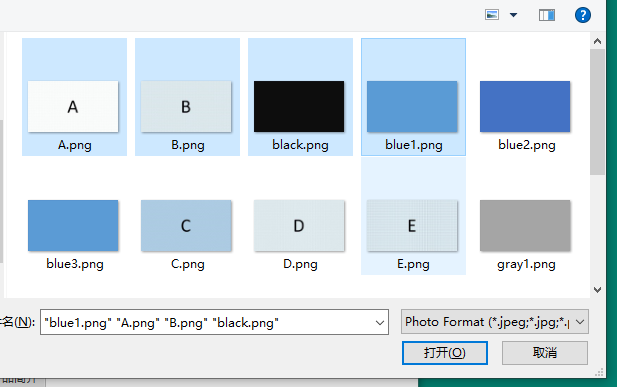 A
B
A.png
B.png
black.png
blue1.png
blue2.png
C
D
E
blue3.png
C.png
D.png
E.png
gray1.png
名(N):
"blue1.png" "A.png" "B.png" "black.png"
Photo Format (*.jpeg;*.jpg;*.
打开(O)
取消